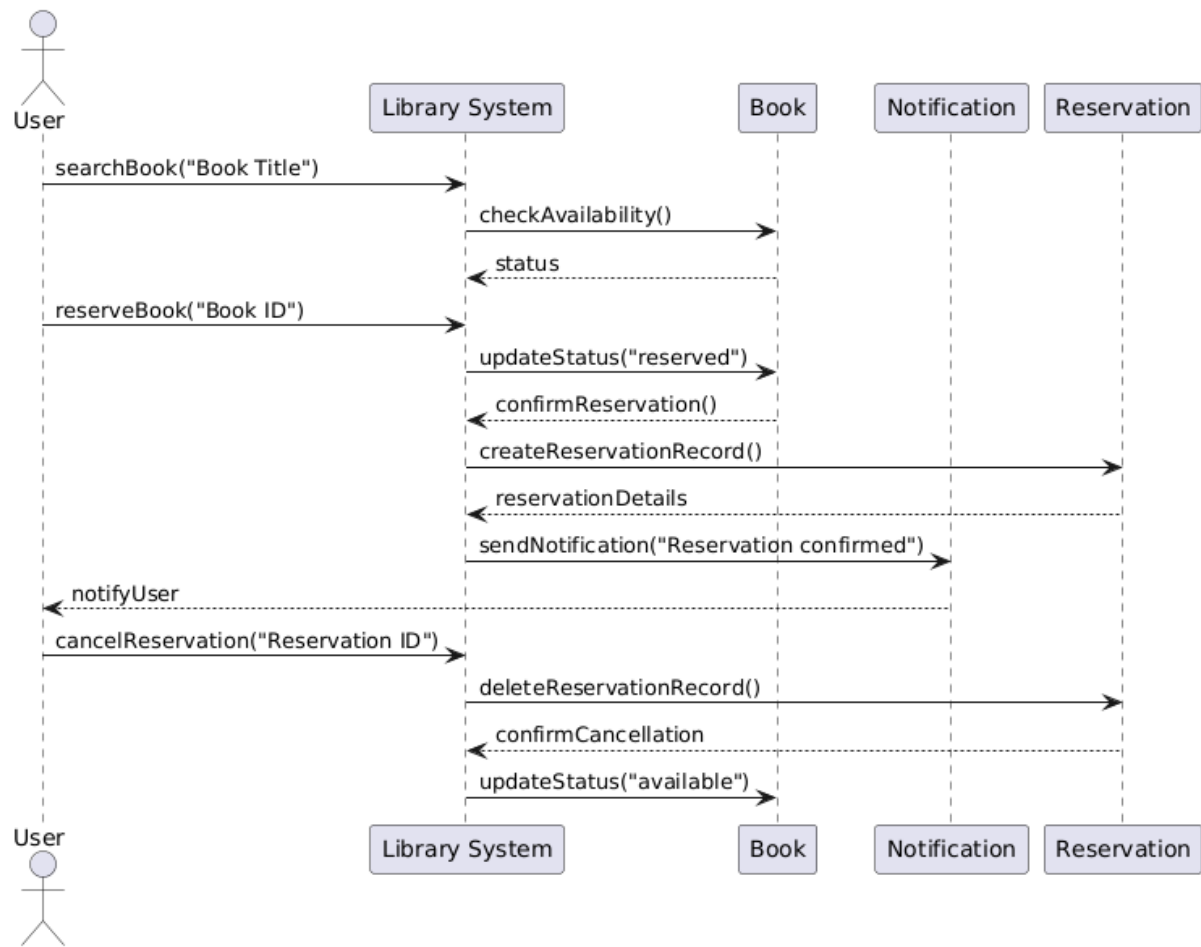 User
Library System
Book
Notification
Reservation
searchBook("Book Title")
checkAvailability()
status
reserveBook("Book ID")
updateStatus("reserved")
confirmReservation()
createReservationRecord()
reservationDetails
sendNotification("Reservation confirmed")
notifyUser
cancelReservation("Reservation ID")
deleteReservationRecord()
confirmCancellation
updateStatus("available")
User
Library System
Book
Notification
Reservation